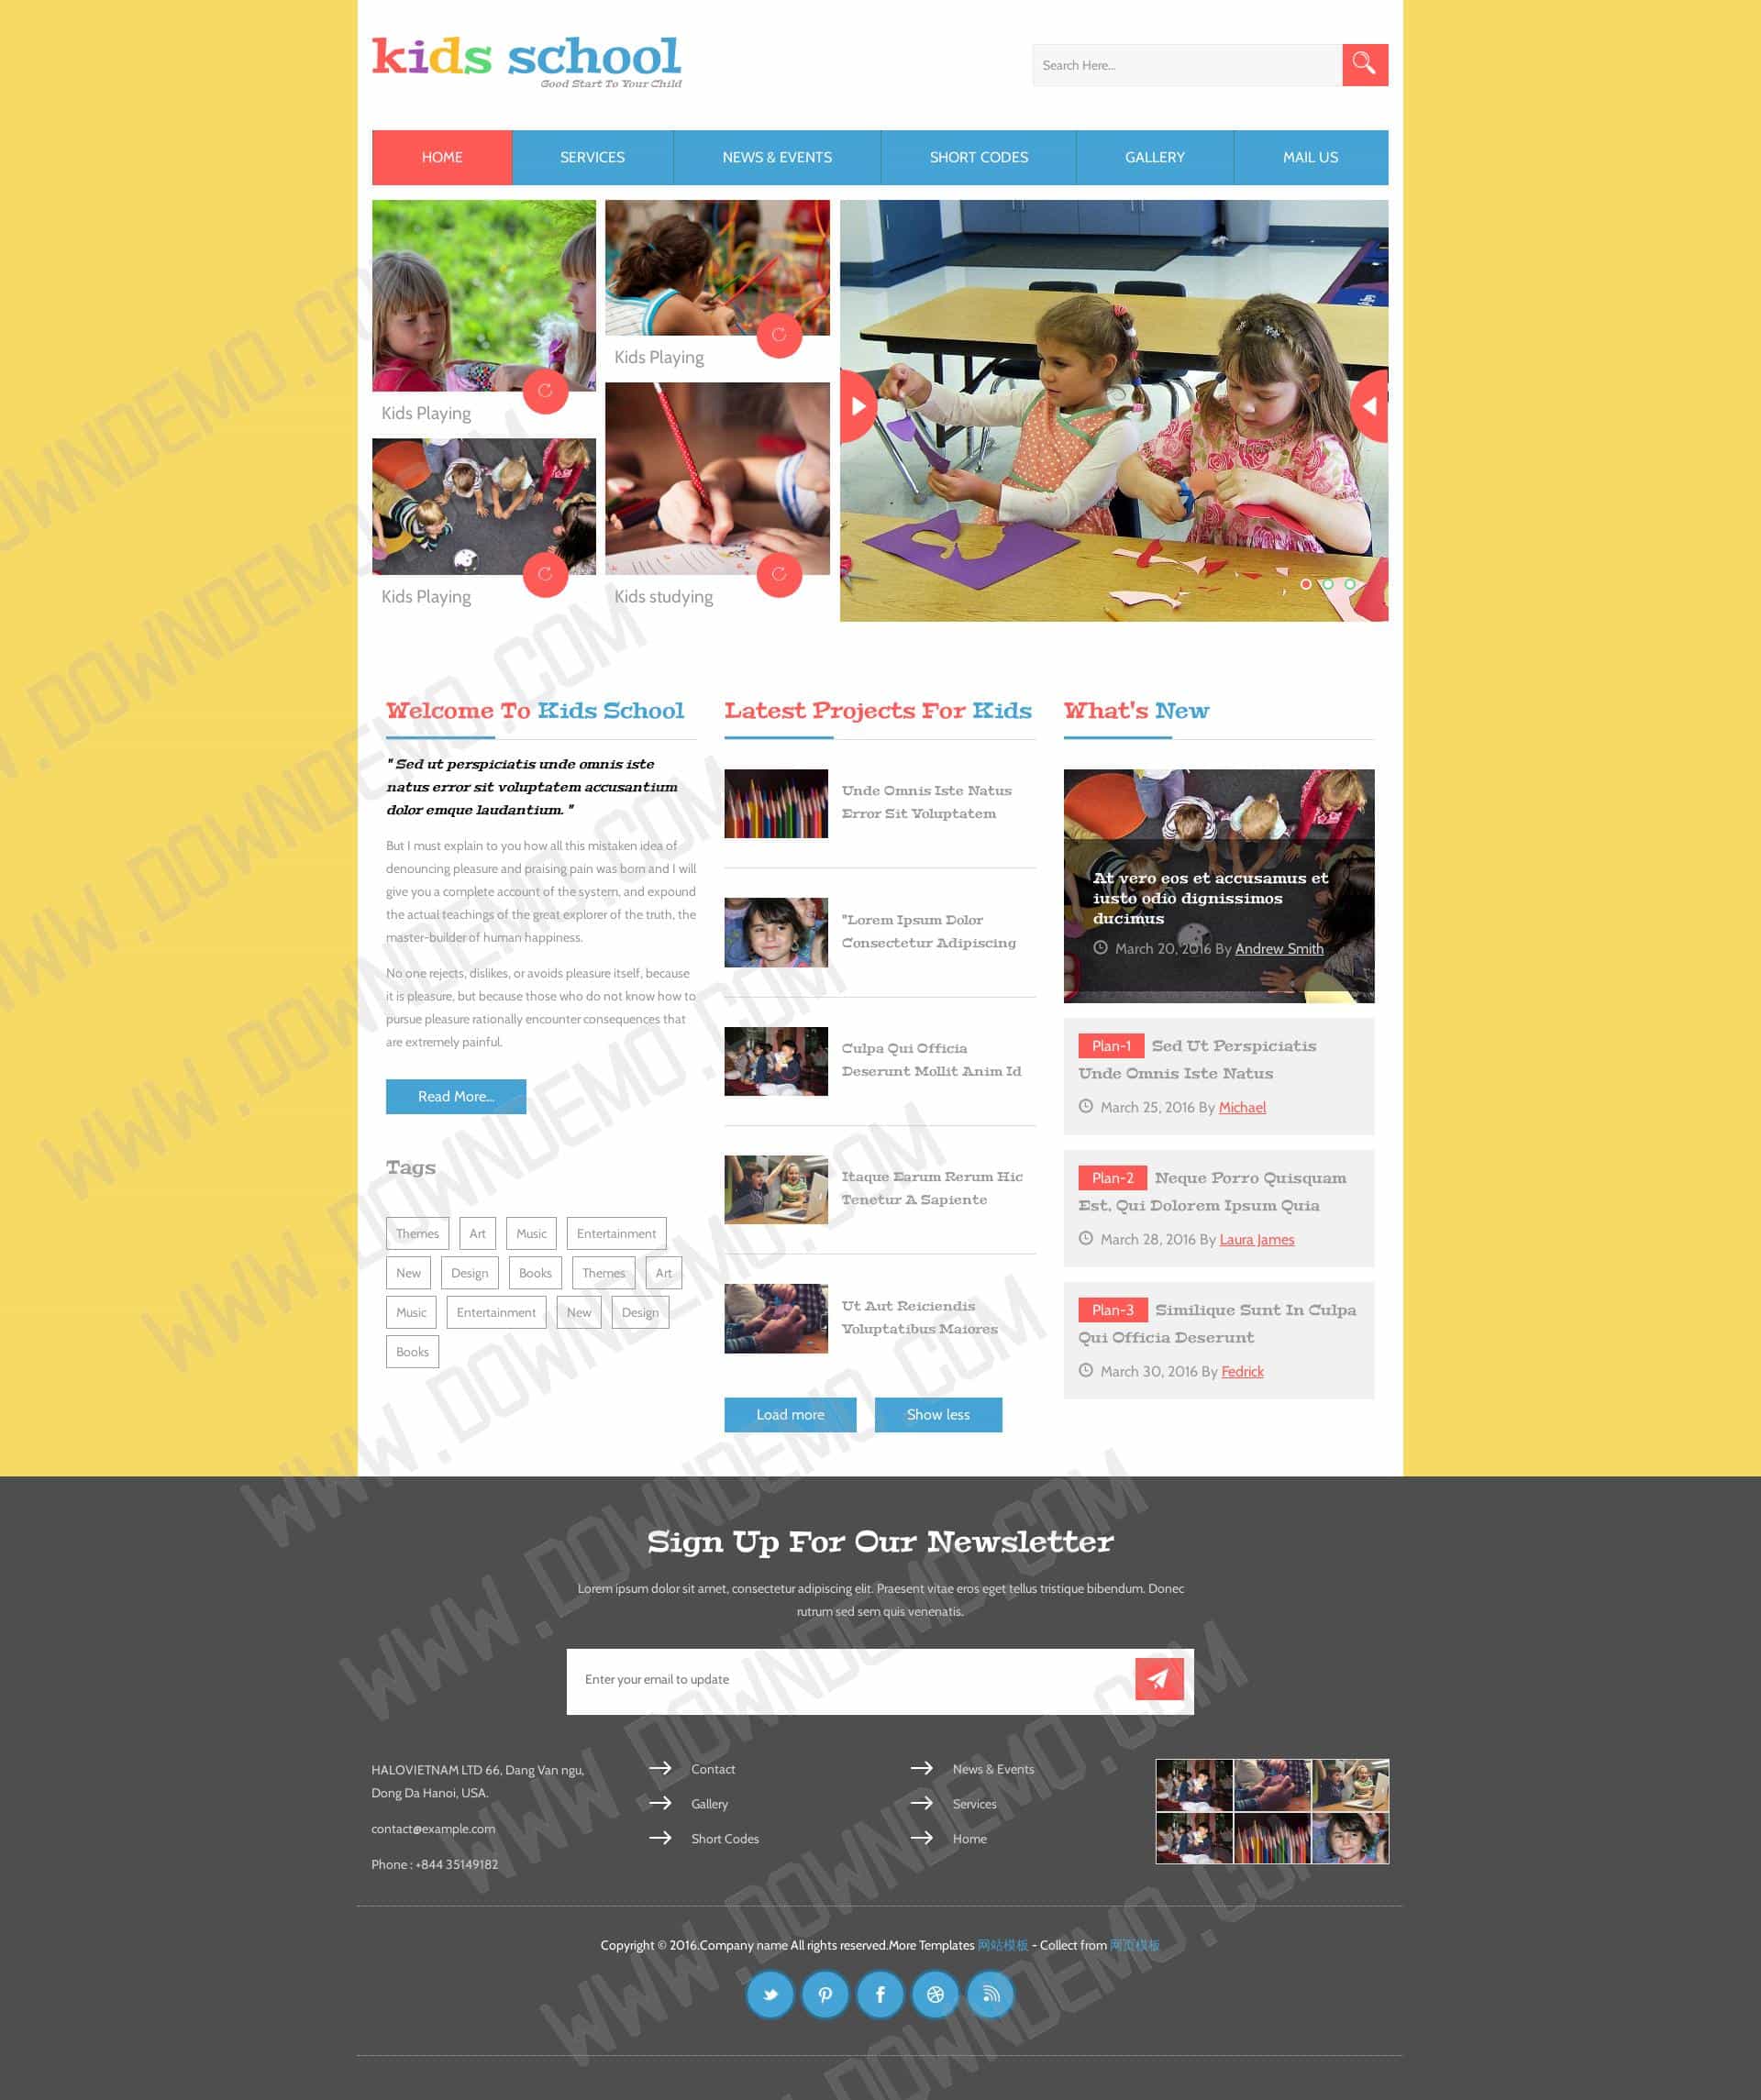 kids school
Good Start To Your Child
Search Here...
HOME
SERVICES
NEWS & EVENTS
SHORT CODES
GALLERY
MAIL US
Kids Playing
Kids Playing
Kids Playing
Kids studying
Welcome To Kids School
" Sed ut perspiciatis unde omnis iste
natus error sit voluptatem accusantium
dolor emque laudantium. "
But I must explain to you how all this mistaken idea of
denouncing pleasure and praising pain was born and I will
give you a complete account of the system, and expound
the actual teachings of the great explorer of the truth, the
master-builder of human happiness.
No one rejects, dislikes, or avoids pleasure itself, because
it is pleasure, but because those who do not know how to
pursue pleasure rationally encounter consequences that
are extremely painful.
Read More...
Tags
Themes Art Music Entertainment
New Design Books Themes Art
Music Entertainment New Design
Books
Latest Projects For Kids
Unde Omnis Iste Natus
Error Sit Voluptatem
"Lorem Ipsum Dolor
Consectetur Adipiscing
Culpa Qui Officia
Deserunt Mollit Anim Id
Itaque Earum Rerum Hic
Tenetur A Sapiente
Ut Aut Reiciendis
Voluptatibus Maiores
Load more
Show less
What's New
At vero eos et accusamus et
iusto odio dignissimos
ducimus
March 20, 2016 By Andrew Smith
Plan-1 Sed Ut Perspiciatis
Unde Omnis Iste Natus
March 25, 2016 By Michael
Plan-2 Neque Porro Quisquam
Est, Qui Dolorem Ipsum Quia
March 28, 2016 By Laura James
Plan-3 Similique Sunt In Culpa
Qui Officia Deserunt
March 30, 2016 By Fedrick
Sign Up For Our Newsletter
Lorem ipsum dolor sit amet, consectetur adipiscing elit. Praesent vitae eros eget tellus tristique bibendum. Donec
rutrum sed sem quis venenatis.
Enter your email to update
HALOVIETNAM LTD 66, Dang Van ngu,
Dong Da Hanoi, USA.
contact@example.com
Phone : +844 35149182
Contact
Gallery
Short Codes
News & Events
Services
Home
Copyright © 2016.Company name All rights reserved.More Templates 网站模板 - Collect from 网页模板
WWW.DOWNDEMO.COM